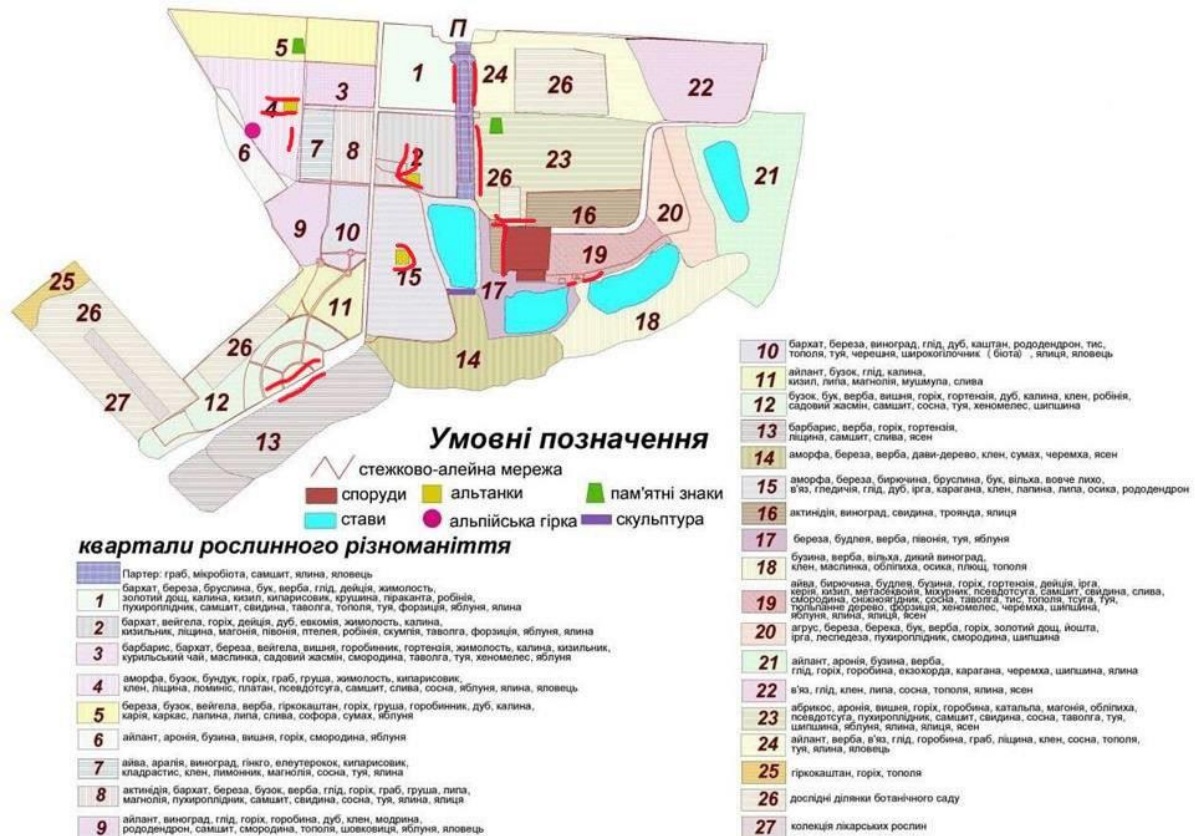 П
5
1
24
26
22
3
4
6
7
8
2
23
21
26
16
20
9
10
19
15
17
25
26
11
18
26
14
12
27
13
Умовні позначення
стежково-алейна мережа
споруди
альтанки
пам'ятні знаки
стави
альпійська гірка
скульптура
квартали рослинного різноманіття
Партер: граб, мікробіота, самшит, ялина, яловець
1 бархат, береза, бруслина, бук, верба, глід, дейція, жимолость,
золотий дощ, калина, кизил, кипарисовик, крушина, піраканта, робінія,
пухироплідник, самшит, свидина, таволга, тополя, туя, форзиція, яблуня, ялина
2 бархат, вейгела, горіх, дейція, дуб, евкомія, жимолость, калина,
кизильник, ліщина, магонія, півонія, птелея, робінія, скумпія, таволга, форзиція, яблуня, ялина
3 барбарис, бархат, береза, вейгела, вишня, горобинник, гортензія, жимолость, калина, кизильник,
курильський чай, маслинка, садовий жасмін, смородина, таволга, туя, хеномелес, яблуня
4 аморфа, бузок, бундук, горіх, граб, груша, жимолость, кипарисовик,
клен, ліщина, ломиніс, платан, псевдотсуга, самшит, слива, сосна, яблуня, ялина, яловець
5 береза, бузок, вейгела, верба, гіркокаштан, горіх, груша, горобинник, дуб, калина,
карія, каркас, лапина, липа, слива, софора, сумах, яблуня
6 айлант, аронія, бузина, вишня, горіх, смородина, яблуня
7 айва, аралія, виноград, гінкго, елеутерокок, кипарисовик,
кладрастис, клен, лимонник, магнолія, сосна, туя, ялина
8 актинідія, бархат, береза, бузок, верба, глід, горіх, граб, груша, липа,
магнолія, пухироплідник, самшит, свидина, сосна, туя, ялина, ялиця
9 айлант, виноград, глід, горіх, горобина, дуб, клен, модрина,
рододендрон, самшит, смородина, тополя, шовковиця, яблуня, яловець
10 бархат, береза, виноград, глід, дуб, каштан, рододендрон, тис,
тополя, туя, черешня, широкогілочник ( біота) , ялиця, яловець
11 айлант, бузок, глід, калина,
кизил, липа, магнолія, мушмула, слива
12 бузок, бук, верба, вишня, горіх, гортензія, дуб, калина, клен, робінія,
садовий жасмін, самшит, сосна, туя, хеномелес, шипшина
13 барбарис, верба, горіх, гортензія,
ліщина, самшит, слива, ясен
14 аморфа, береза, верба, дави-дерево, клен, сумах, черемха, ясен
15 аморфа, береза, бирючина, бруслина, бук, вільха, вовче лихо,
в'яз, гледичія, глід, дуб, ірга, карагана, клен, лапина, липа, осика, рододендрон
16 актинідія, виноград, свидина, троянда, ялиця
17 береза, будлея, верба, півонія, туя, яблуня
18 бузина, верба, вільха, дикий виноград,
клен, маслинка, обліпиха, осика, плющ, тополя
19 айва, бирючина, будлея, бузина, горіх, гортензія, дейція, ірга,
керія, кизил, метасеквойя, міхурник, псевдотсуга, самшит, свидина, слива,
смородина, сніжноягідник, сосна, таволга, тис, тополя, тсуга, туя,
тюльпанне дерево, форзиція, хеномелес, черемха, шипшина,
яблуня, ялина, ялиця, ясен
20 агрус, береза, берека, бук, верба, горіх, золотий дощ, йошта,
ірга, леспедеза, пухироплідник, смородина, шипшина
21 айлант, аронія, бузина, верба,
глід, горіх, горобина, екзохорда, карагана, черемха, шипшина, ялина
22 в'яз, глід, клен, липа, сосна, тополя, ялина, ясен
23 абрикос, аронія, вишня, горіх, горобина, катальпа, магонія, обліпиха,
псевдотсуга, пухироплідник, самшит, свидина, сосна, таволга, туя,
шипшина, яблуня, ялина, ялиця, ясен
24 айлант, верба, в'яз, глід, горобина, граб, ліщина, клен, сосна, тополя,
туя, ялина, яловець
25 гіркокаштан, горіх, тополя
26 дослідні ділянки ботанічного саду
27 колекція лікарських рослин